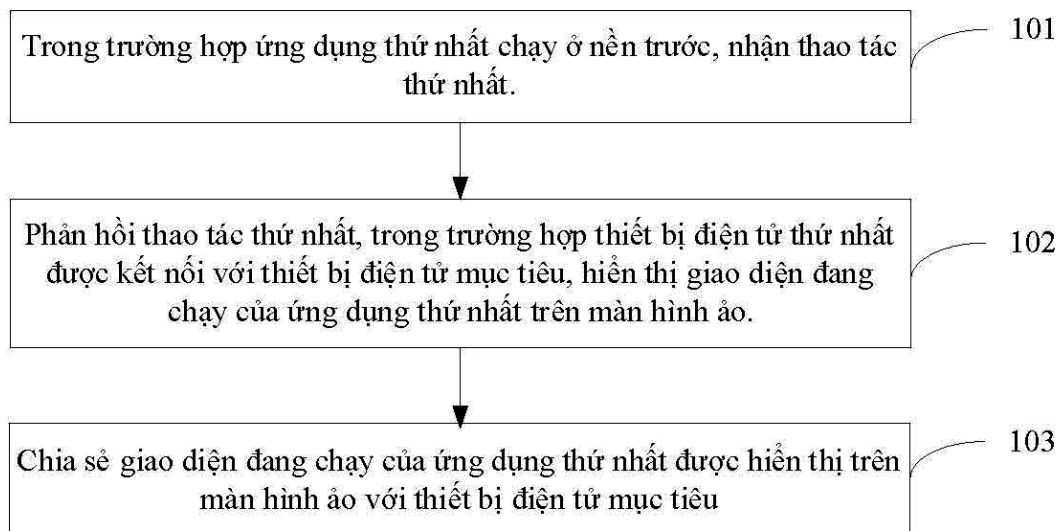 Trong trường hợp ứng dụng thứ nhất chạy ở nền trước, nhận thao tác
thứ nhất.
101
Phản hồi thao tác thứ nhất, trong trường hợp thiết bị điện tử thứ nhất
được kết nối với thiết bị điện tử mục tiêu, hiển thị giao diện đang
chạy của ứng dụng thứ nhất trên màn hình ảo.
102
Chia sẻ giao diện đang chạy của ứng dụng thứ nhất được hiển thị trên
màn hình ảo với thiết bị điện tử mục tiêu
103